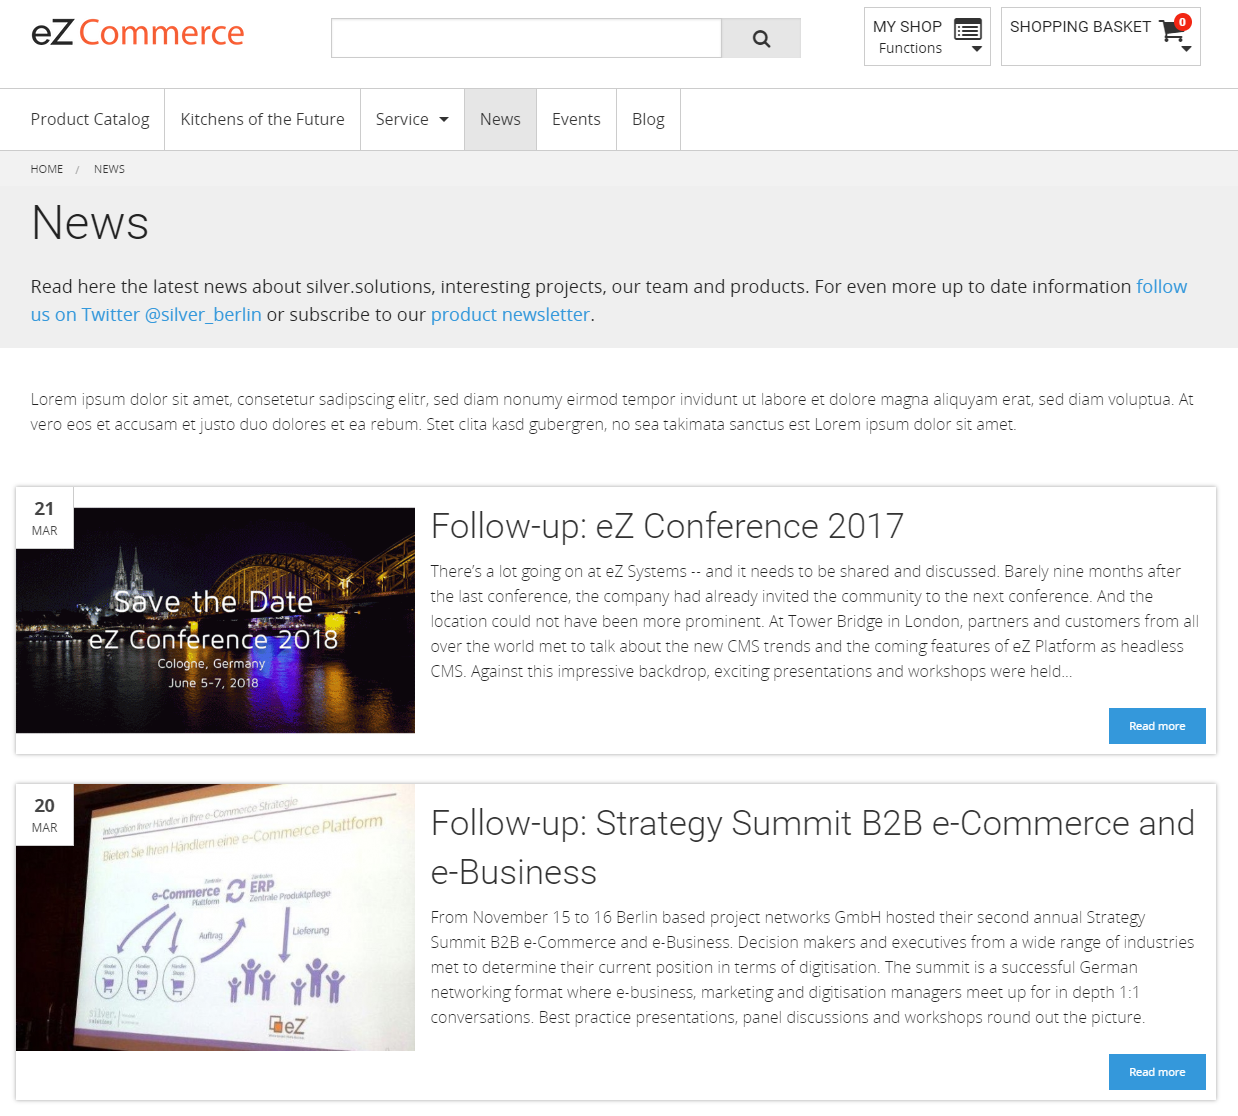 eZ Commerce
MY SHOP
Functions
SHOPPING BASKET
0
Product Catalog
Kitchens of the Future
Service
News
Events
Blog
HOME / NEWS
News
Read here the latest news about silver.solutions, interesting projects, our team and products. For even more up to date information follow
us on Twitter @silver_berlin or subscribe to our product newsletter.
Lorem ipsum dolor sit amet, consetetur sadipscing elitr, sed diam nonumy eirmod tempor invidunt ut labore et dolore magna aliquyam erat, sed diam voluptua. At
vero eos et accusam et justo duo dolores et ea rebum. Stet clita kasd gubergren, no sea takimata sanctus est Lorem ipsum dolor sit amet.
21
MAR
Save the Date
eZ Conference 2018
Cologne, Germany
June 5-7, 2018
Follow-up: eZ Conference 2017
There’s a lot going on at eZ Systems -- and it needs to be shared and discussed. Barely nine months after
the last conference, the company had already invited the community to the next conference. And the
location could not have been more prominent. At Tower Bridge in London, partners and customers from all
over the world met to talk about the new CMS trends and the coming features of eZ Platform as headless
CMS. Against this impressive backdrop, exciting presentations and workshops were held...
Read more
20
MAR
Integration Ihrer Händler in Ihre e-Commerce Strategie
Bieten Sie Ihren Händlern eine e-Commerce Plattform
e-Commerce
Plattform
ERP
Zentrale Produktpflege
Auftrag
Lieferung
silver.
eZ
Follow-up: Strategy Summit B2B e-Commerce and
e-Business
From November 15 to 16 Berlin based project networks GmbH hosted their second annual Strategy
Summit B2B e-Commerce and e-Business. Decision makers and executives from a wide range of industries
met to determine their current position in terms of digitisation. The summit is a successful German
networking format where e-business, marketing and digitisation managers meet up for in depth 1:1
conversations. Best practice presentations, panel discussions and workshops round out the picture.
Read more